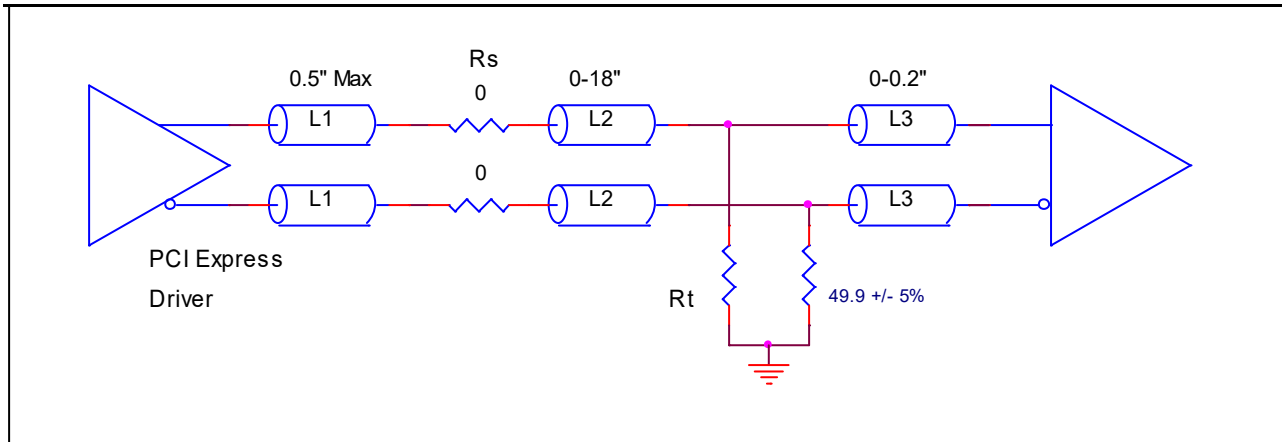 Rs
0.5" Max
0
0-18"
0-0.2"
L1
L2
L3
0
L1
L2
L3
PCI Express
Driver
Rt
49.9 +/- 5%